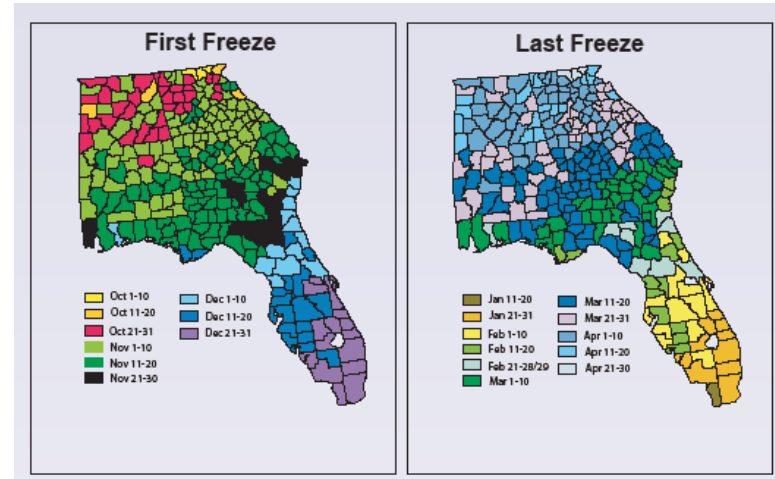 First Freeze
Oct 1-10
Oct 11-20
Oct 21-31
Nov 1-10
Nov 11-20
Nov 21-30
Dec 1-10
Dec 11-20
Dec 21-31
Last Freeze
Jan 11-20
Jan 21-31
Feb 1-10
Feb 11-20
Feb 21-28/29
Mar 1-10
Mar 11-20
Mar 21-31
Apr 1-10
Apr 11-20
Apr 21-30